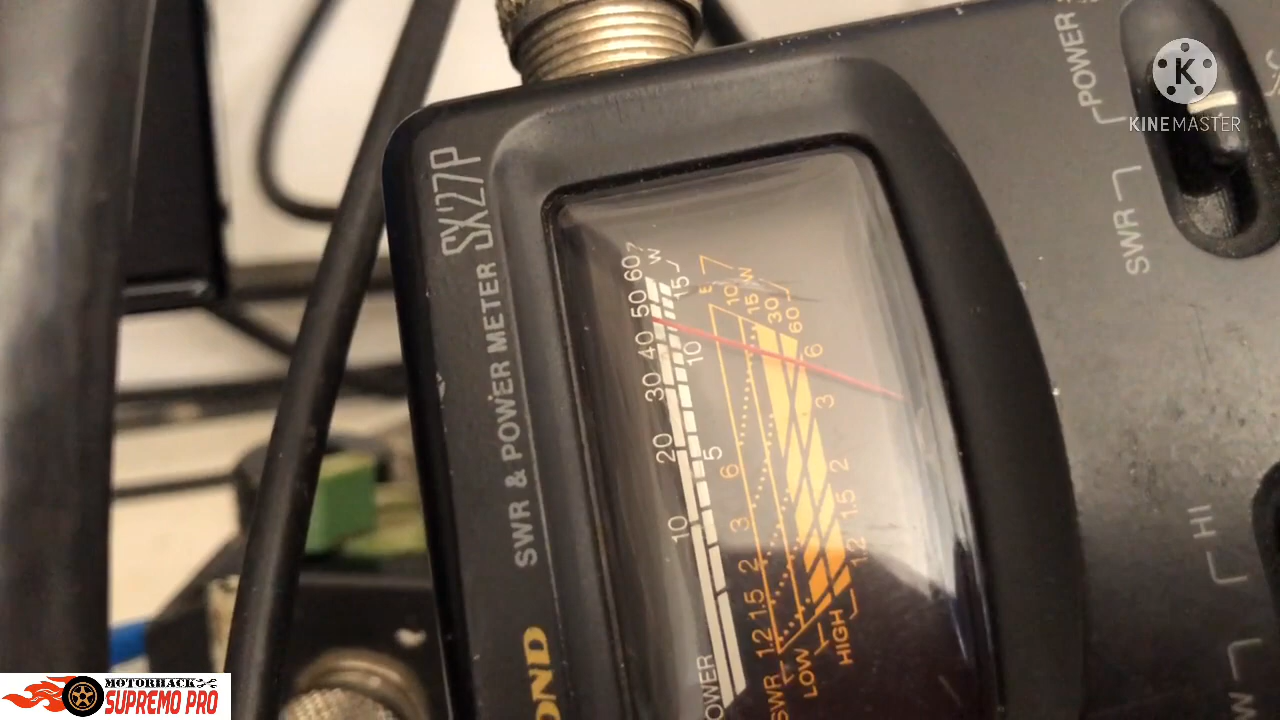 SWR & POWER METER SX27P
POWER
10 20 30 40 50 60 W
5 10 15
SWR 1.2 1.5 2 3 6
LOW
HIGH
1.2 1.5 2 3 6
5 10 15 30 60 W
OND
POWER
SWR
HI
KINEMASTER
MOTORHACK
SUPREMO PRO